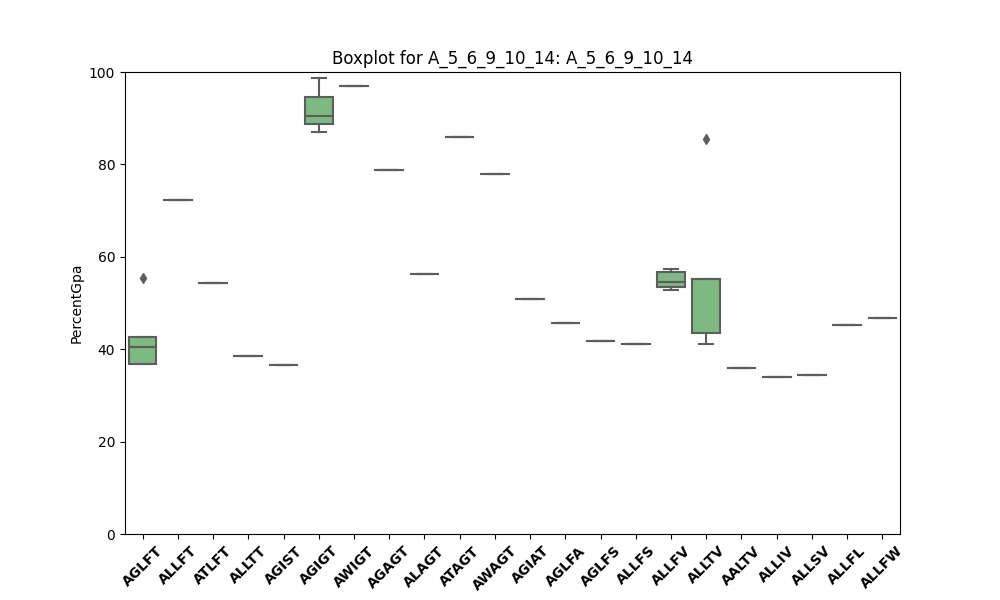 Boxplot for A_5_6_9_10_14: A_5_6_9_10_14
PercentGpa
100
80
60
40
20
0
AGLFT ALLFT ATLFT ALLTT AGIST AGIGT AWIGT AGAGT ALAGT ATAGT AWAGT AGIAT AGLFA AGLFS ALLFS ALLFV ALLTV AALTV ALLIV ALLSV ALLFL ALLFW